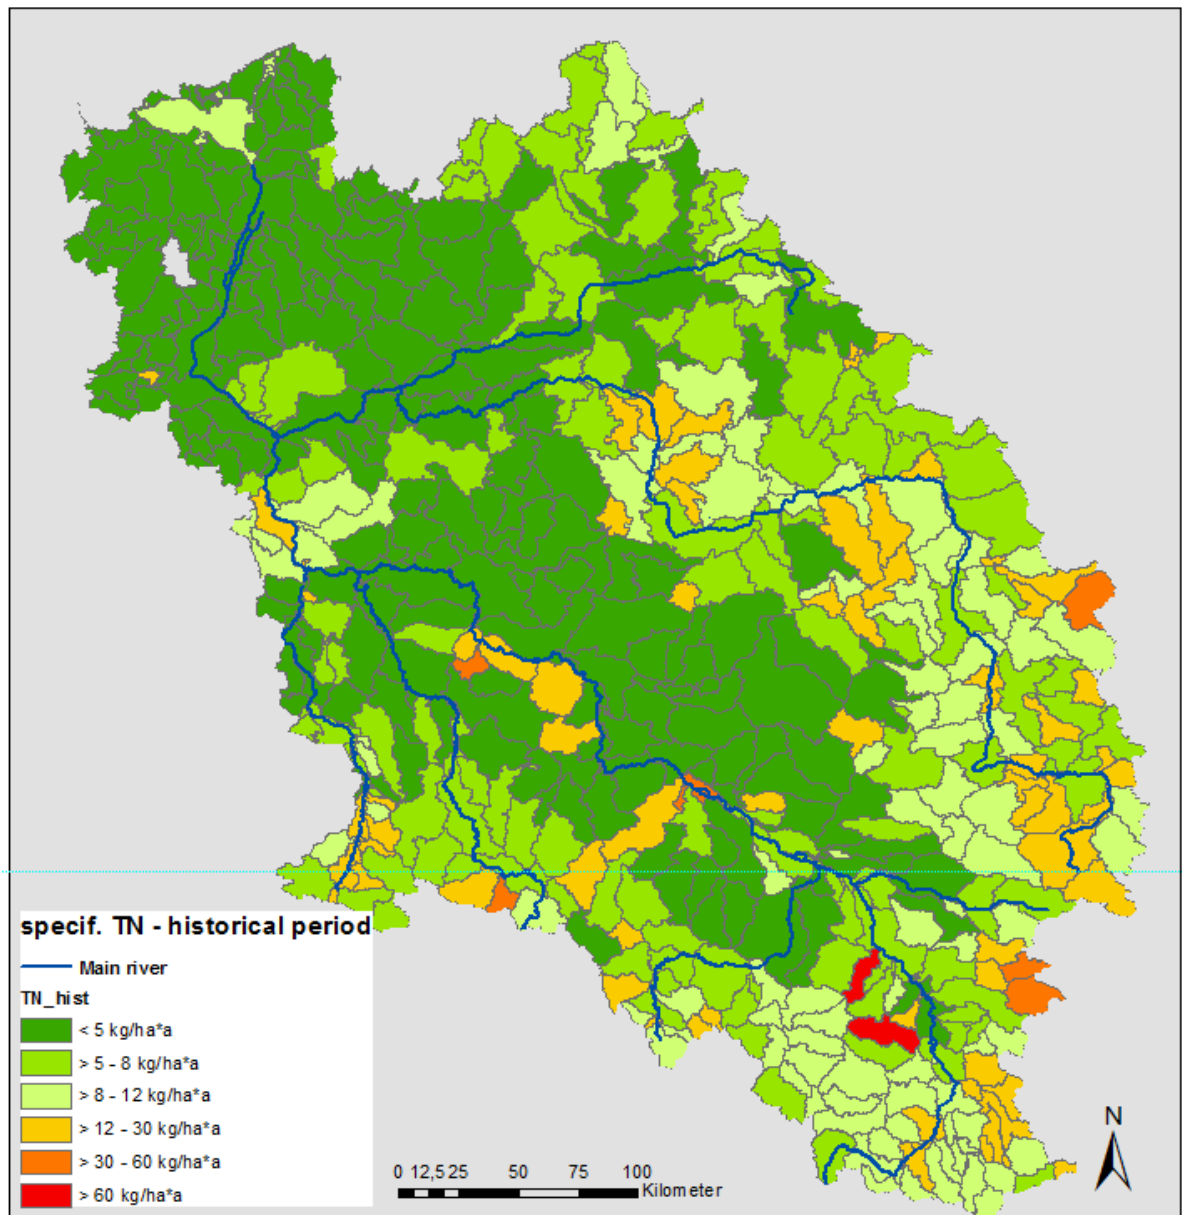 specif. TN - historical period
Main river
TN_hist
< 5 kg/ha*a
> 5 - 8 kg/ha*a
> 8 - 12 kg/ha*a
> 12 - 30 kg/ha*a
> 30 - 60 kg/ha*a
> 60 kg/ha*a
0 12,5 25 50 75 100
Kilometer
N